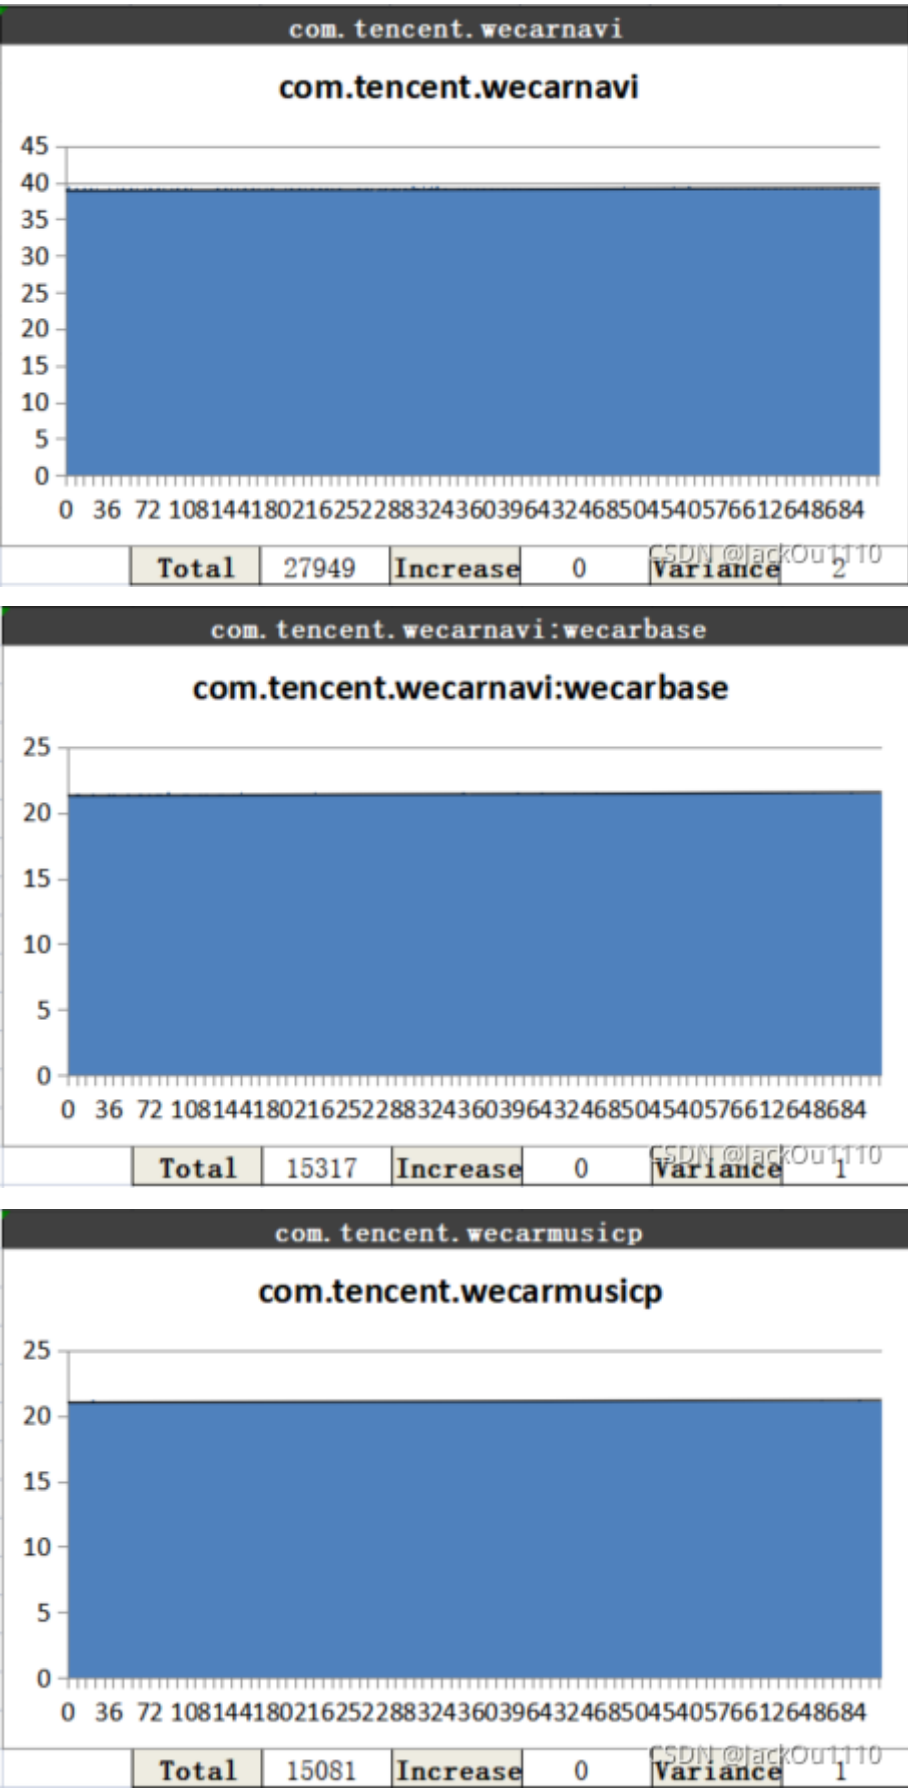 com.tencent.wecarnavi
com.tencent.wecarnavi
45
40
35
30
25
20
15
10
5
0
0 36 72 108144180216252288324360396432468504540576612648684
Total 27949 Increase 0 Variance 2
CSDN @JackOu1110
com.tencent.wecarnavi:wecarbase
com.tencent.wecarnavi:wecarbase
25
20
15
10
5
0
0 36 72 108144180216252288324360396432468504540576612648684
Total 15317 Increase 0 Variance 1
CSDN @JackOu1110
com.tencent.wecarmusicp
com.tencent.wecarmusicp
25
20
15
10
5
0
0 36 72 108144180216252288324360396432468504540576612648684
Total 15081 Increase 0 Variance 1
CSDN @JackOu1110